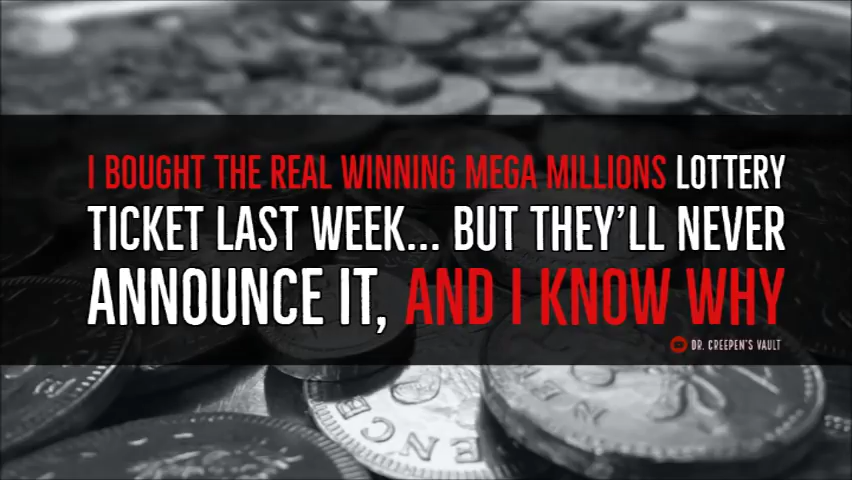 I BOUGHT THE REAL WINNING MEGA MILLIONS LOTTERY
TICKET LAST WEEK... BUT THEY'LL NEVER
ANNOUNCE IT, AND I KNOW WHY
DR. CREEPEN'S VAULT
PENCE